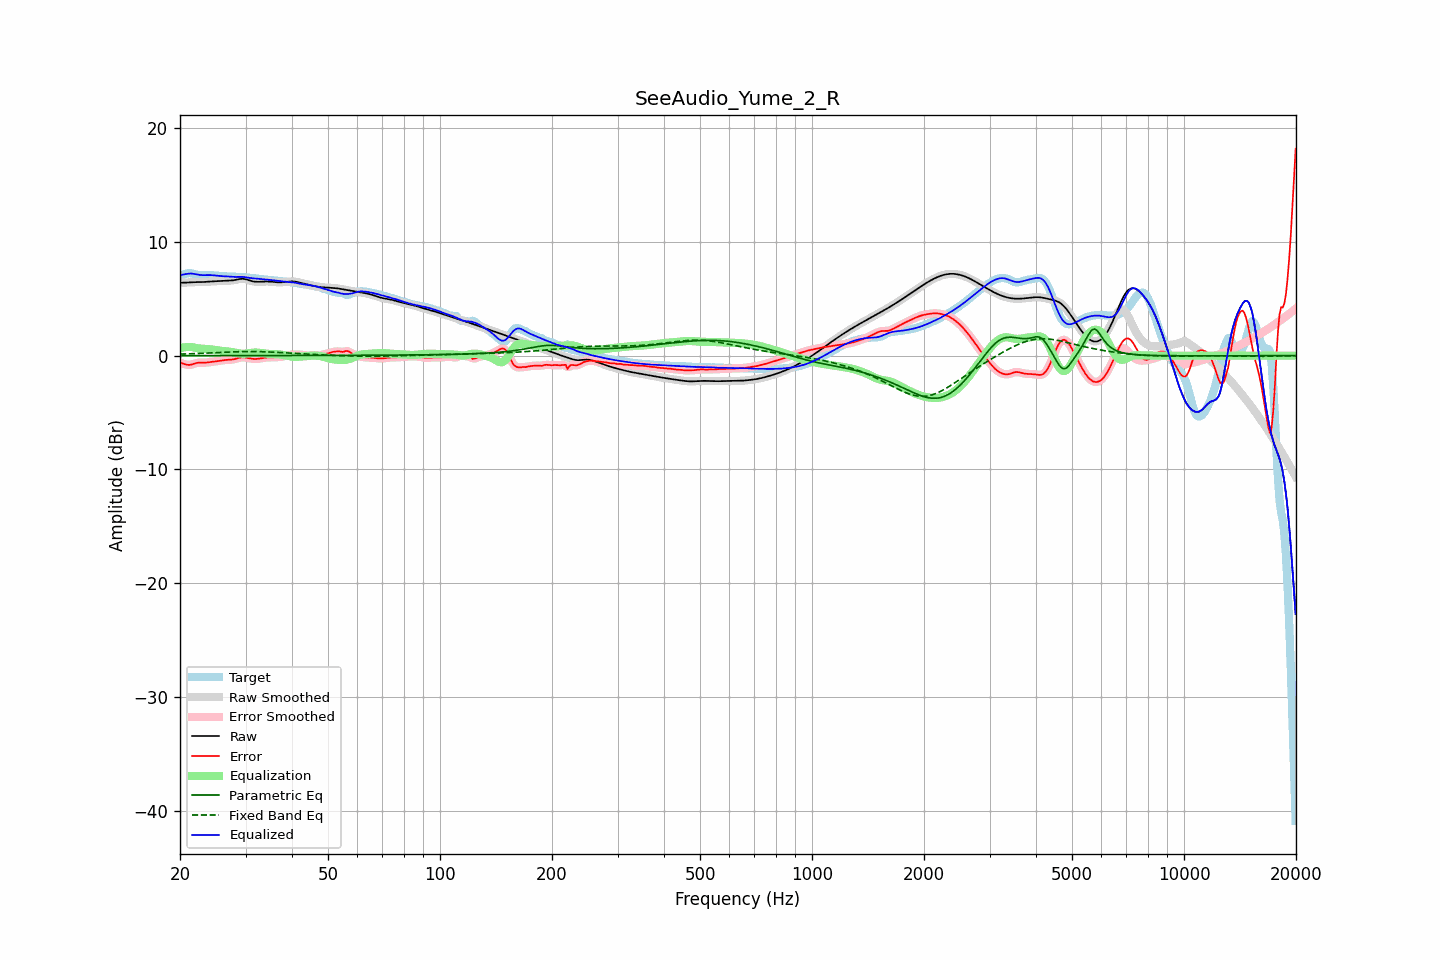 SeeAudio_Yume_2_R
20
10
0
−10
−20
−30
−40
Amplitude (dBr)
Target
Raw Smoothed
Error Smoothed
Raw
Error
Equalization
Parametric Eq
Fixed Band Eq
Equalized
20 50 100 200 500 1000 2000 5000 10000 20000
Frequency (Hz)